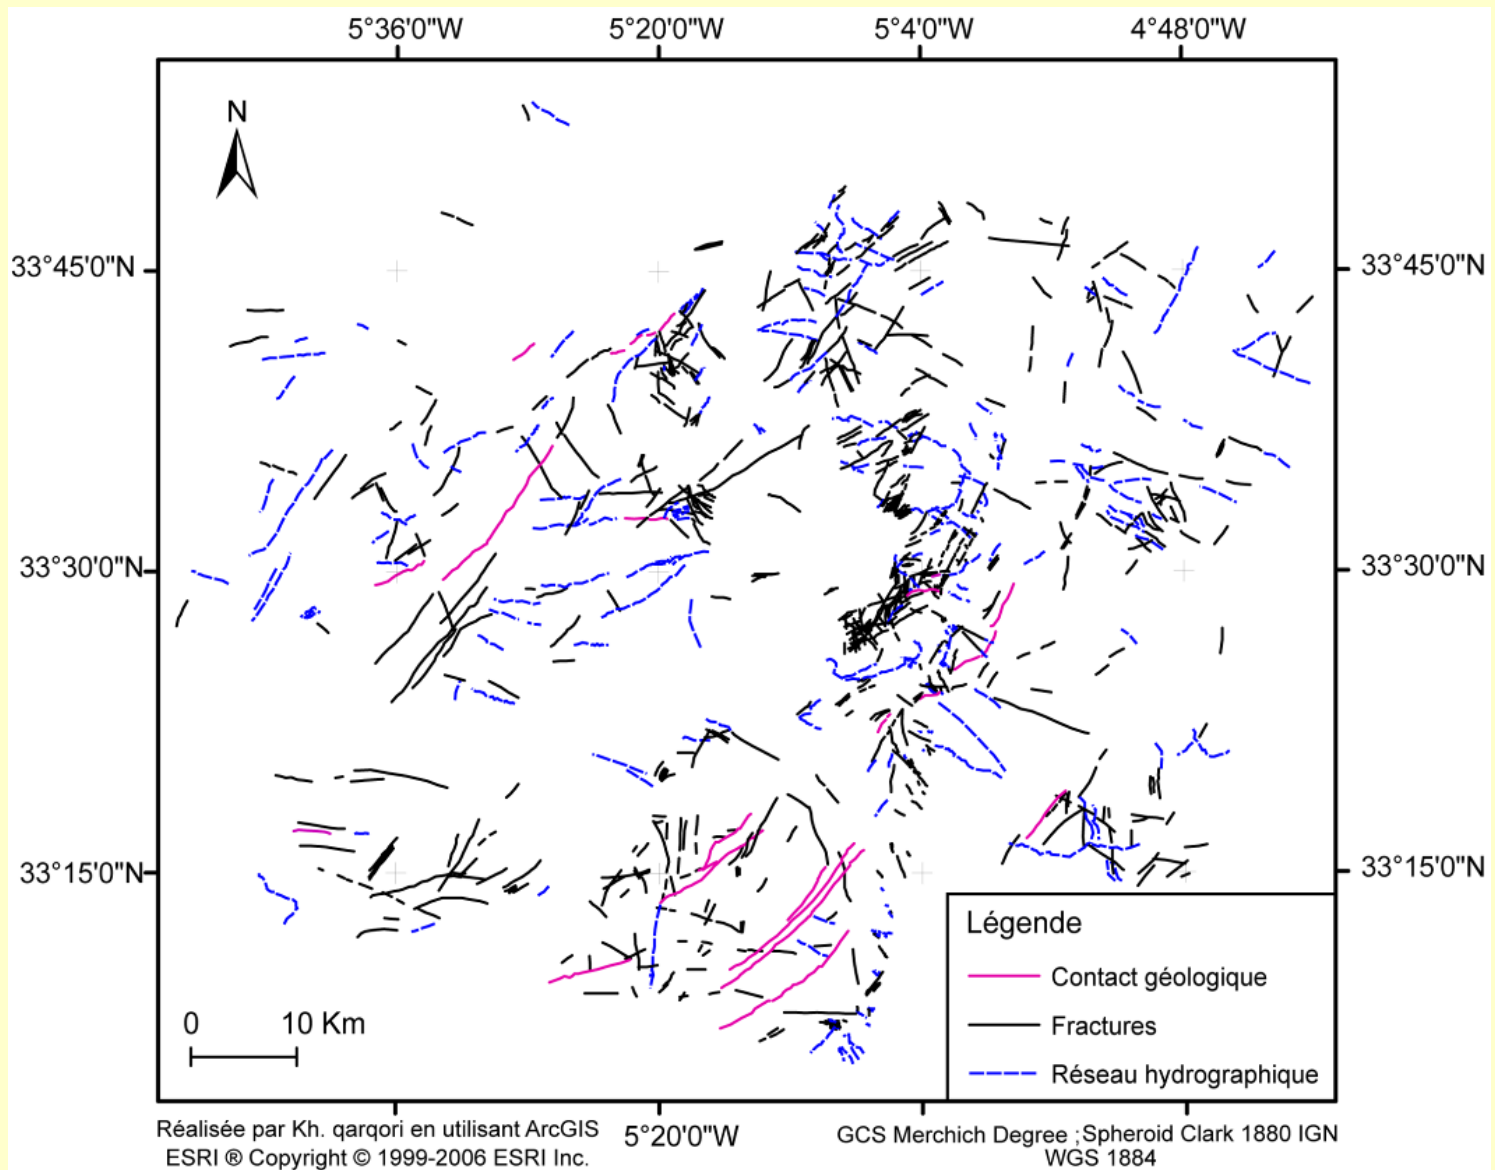 5°36'0"W 5°20'0"W 5°4'0"W 4°48'0"W
N
33°45'0"N 33°45'0"N
33°30'0"N 33°30'0"N
33°15'0"N 33°15'0"N
Légende
Contact géologique
Fractures
Réseau hydrographique
0 10 Km
5°20'0"W
Réalisée par Kh. qarqori en utilisant ArcGIS
ESRI ® Copyright © 1999-2006 ESRI Inc.
GCS Merchich Degree ;Spheroid Clark 1880 IGN
WGS 1884